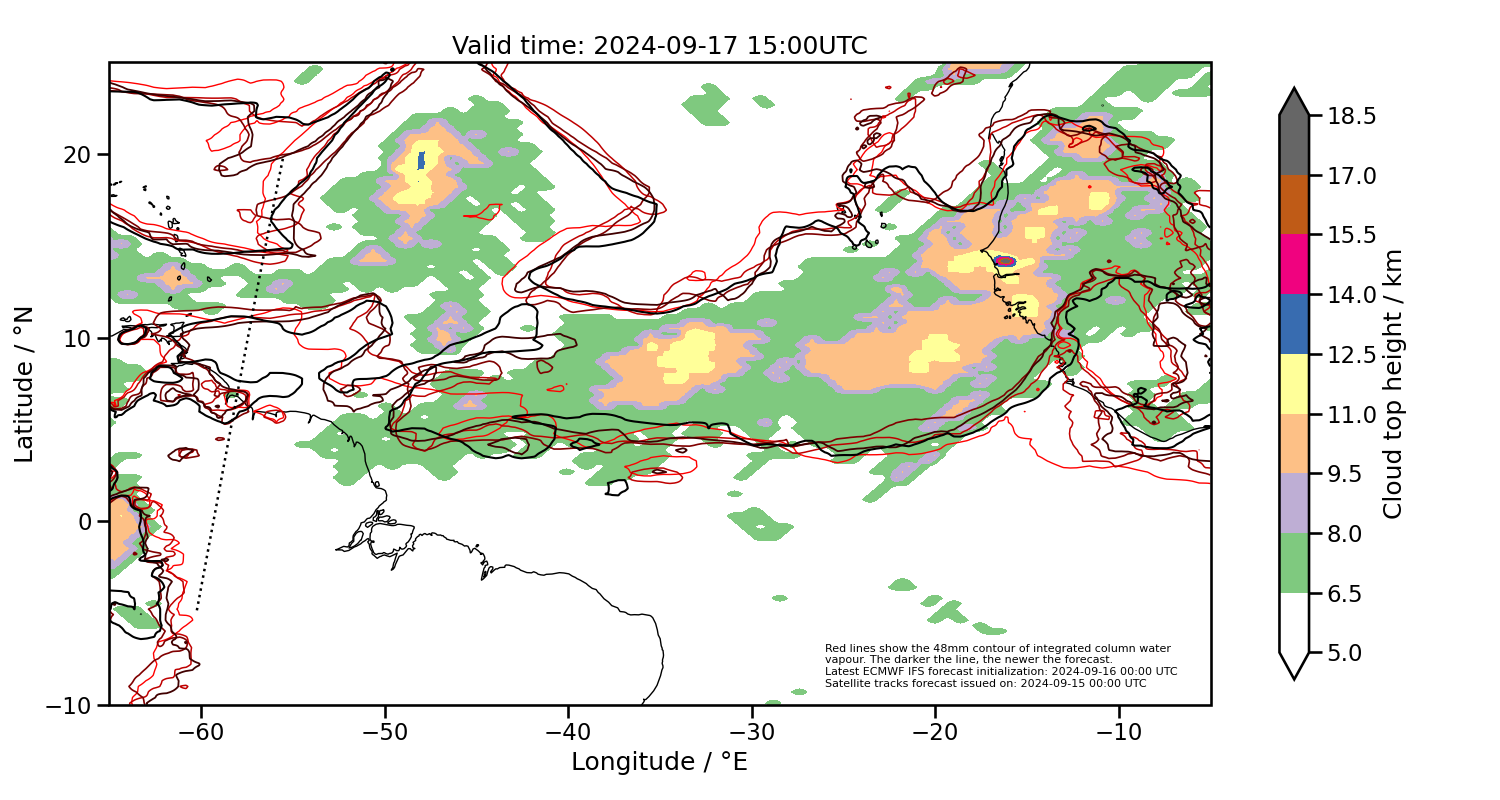 Valid time: 2024-09-17 15:00UTC
20
10
0
−10
Latitude / °N
−60
−50
−40
−30
−20
−10
Longitude / °E
Red lines show the 48mm contour of integrated column water
vapour. The darker the line, the newer the forecast.
Latest ECMWF IFS forecast initialization: 2024-09-16 00:00 UTC
Satellite tracks forecast issued on: 2024-09-15 00:00 UTC
18.5
17.0
15.5
14.0
12.5
11.0
9.5
8.0
6.5
5.0
Cloud top height / km